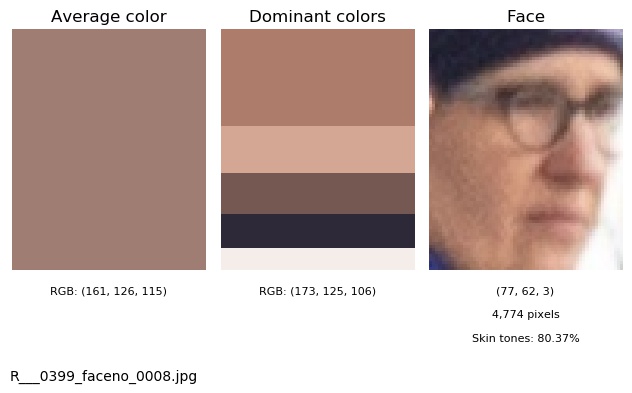 Average color
Dominant colors
Face
RGB: (161, 126, 115)
RGB: (173, 125, 106)
(77, 62, 3)
4,774 pixels
Skin tones: 80.37%
R___0399_faceno_0008.jpg